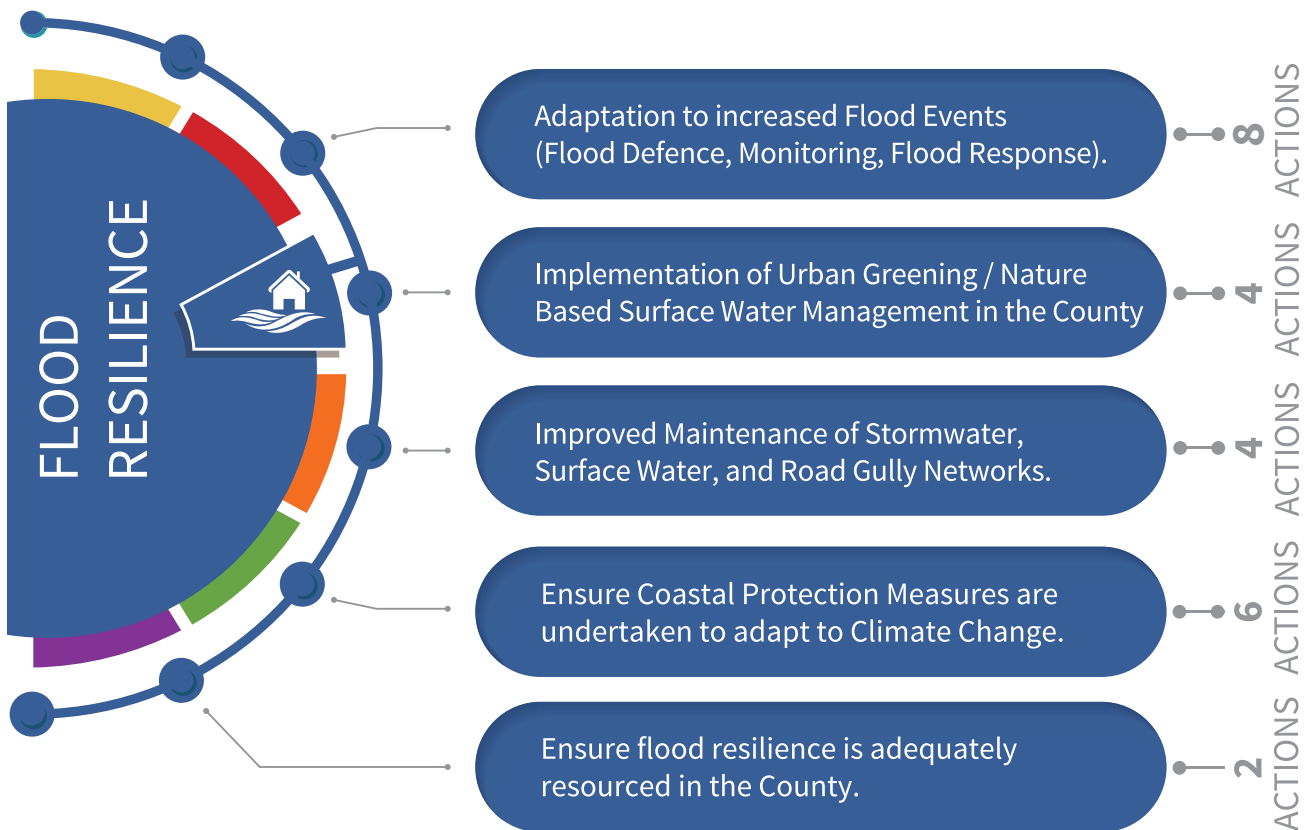 FLOOD
RESILIENCE
Adaptation to increased Flood Events
(Flood Defence, Monitoring, Flood Response).
8
ACTIONS
Implementation of Urban Greening / Nature
Based Surface Water Management in the County
4
ACTIONS
Improved Maintenance of Stormwater,
Surface Water, and Road Gully Networks.
4
ACTIONS
Ensure Coastal Protection Measures are
undertaken to adapt to Climate Change.
6
ACTIONS
Ensure flood resilience is adequately
resourced in the County.
2
ACTIONS